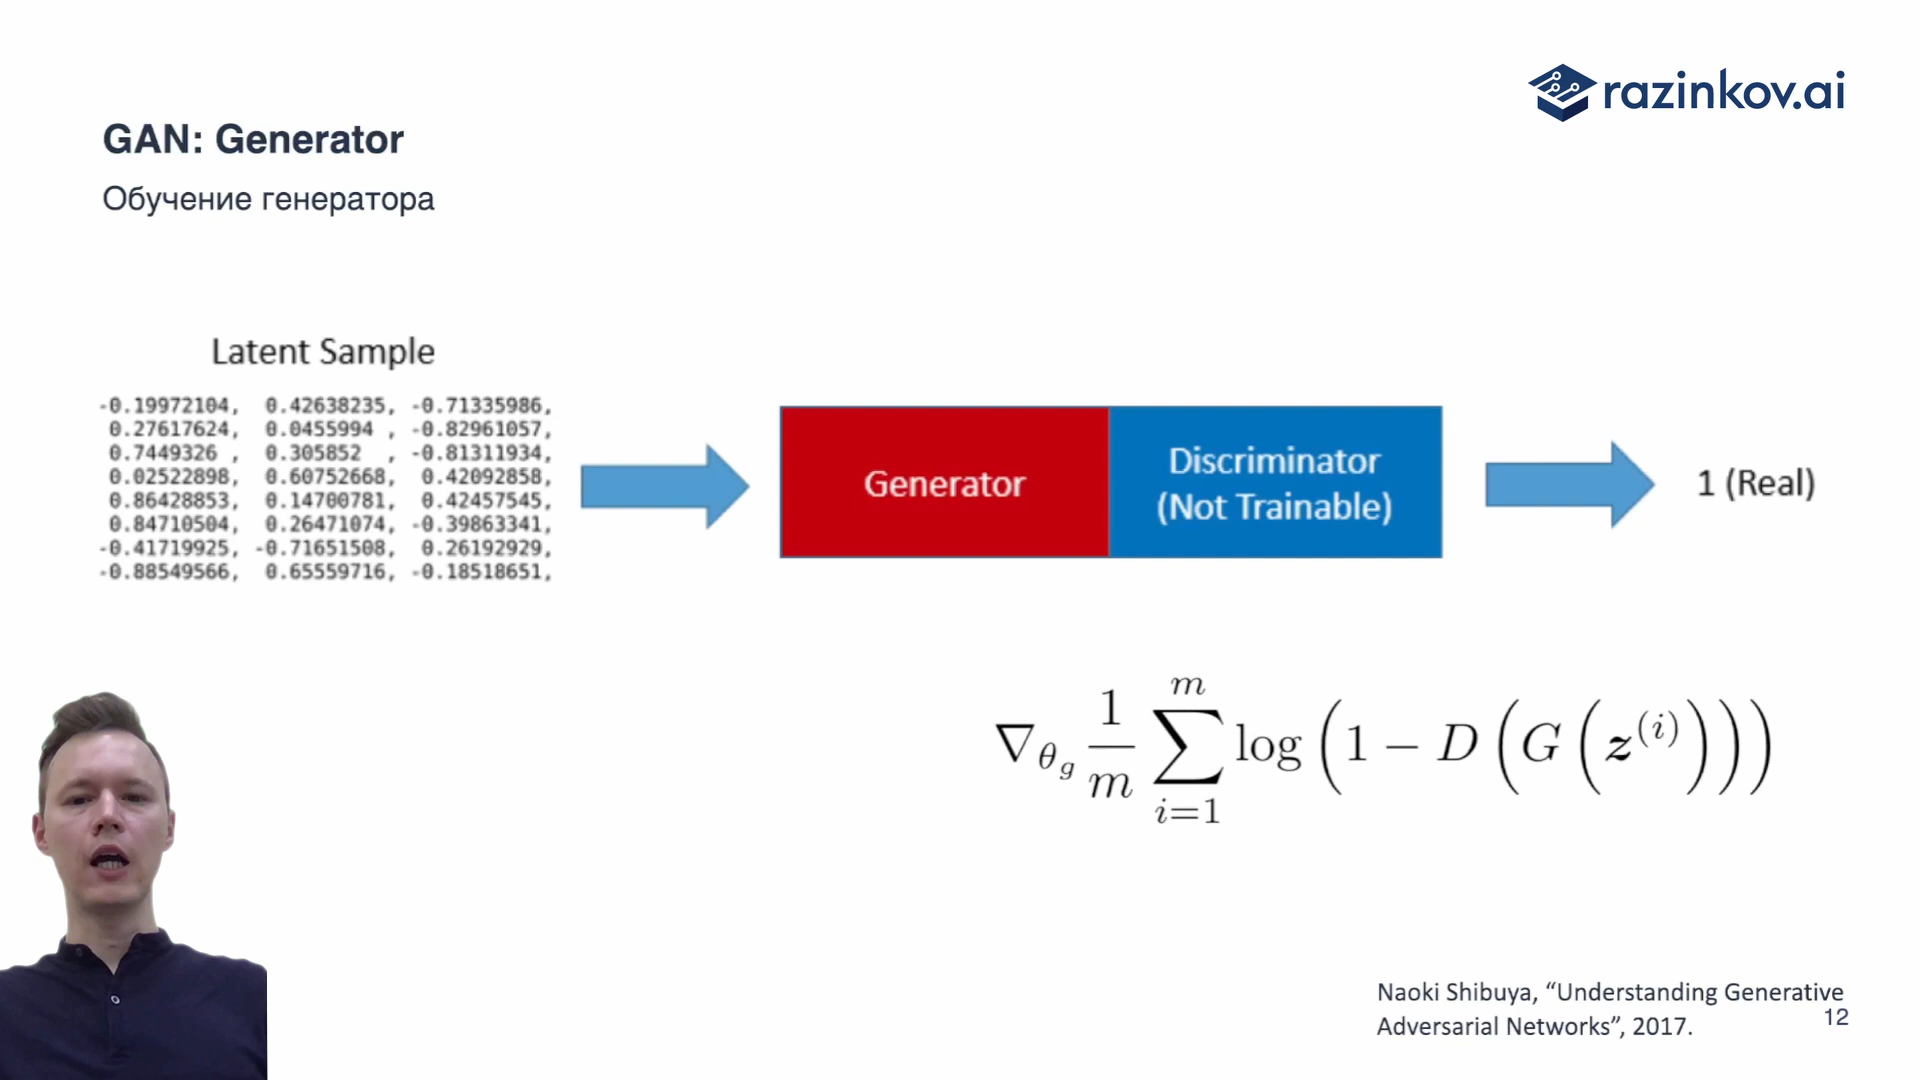 razinkov.ai
GAN: Generator
Обучение генератора
Latent Sample
-0.19972104, 0.42638235, -0.71335986,
0.27617624, 0.0455994 , -0.82961057,
0.7449326 , 0.305852 , -0.81311934,
0.02522898, 0.60752668, 0.42092858,
0.86428853, 0.14700781, 0.42457545,
0.84710504, 0.26471074, -0.39863341,
-0.41719925, -0.71651508, 0.26192929,
-0.88549566, 0.65559716, -0.18518651,
Generator
Discriminator
(Not Trainable)
1 (Real)
∇_{θ_g} \frac{1}{m} \sum_{i=1}^{m} log (1 − D (G (z^{(i)})))
Naoki Shibuya, “Understanding Generative
Adversarial Networks”, 2017.
12